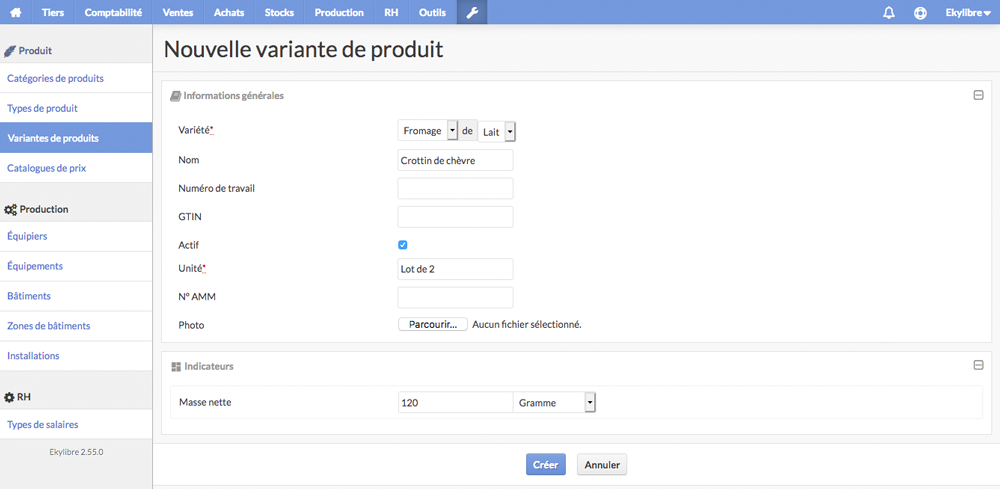 Tiers Comptabilité Ventes Achats Stocks Production RH Outils Ekylibre
Produit
Catégories de produits
Types de produit
Variantes de produits
Catalogues de prix
Production
Équipiers
Équipements
Bâtiments
Zones de bâtiments
Installations
RH
Types de salaires
Ekylibre 2.55.0
Nouvelle variante de produit
Informations générales
Variété* Fromage de Lait
Nom Crottin de chèvre
Numéro de travail
GTIN
Actif
Unité* Lot de 2
N° AMM
Photo Parcourir... Aucun fichier sélectionné.
Indicateurs
Masse nette 120 Gramme
Créer Annuler